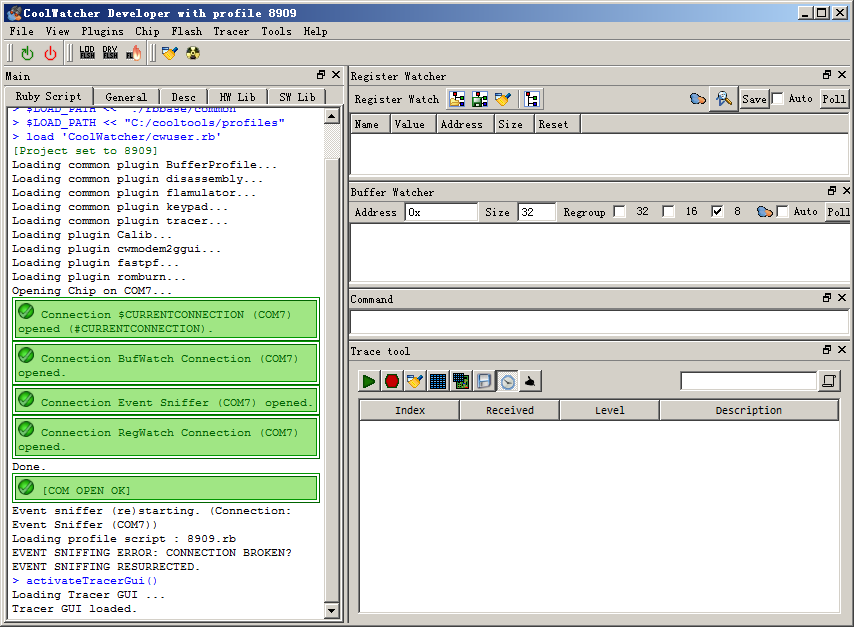 CoolWatcher Developer with profile 8909
File View Plugins Chip Flash Tracer Tools Help
LOD FLSH DRV FLSH FL
Main
Ruby Script General Desc HW Lib SW Lib
> $LOAD_PATH << "./rbbase/common"
> $LOAD_PATH << "C:/cooltools/profiles"
> load 'CoolWatcher/cwuser.rb'
[Project set to 8909]
Loading common plugin BufferProfile...
Loading common plugin disassembly...
Loading common plugin flamulator...
Loading common plugin keypad...
Loading common plugin tracer...
Loading plugin Calib...
Loading plugin cwmodem2ggui...
Loading plugin fastpf...
Loading plugin romburn...
Opening Chip on COM7...
Connection $CURRENTCONNECTION (COM7)
opened (#CURRENTCONNECTION).
Connection BufWatch Connection (COM7)
opened.
Connection Event Sniffer (COM7) opened.
Connection RegWatch Connection (COM7)
opened.
Done.
[COM OPEN OK]
Event sniffer (re)starting. (Connection:
Event Sniffer (COM7))
Loading profile script : 8909.rb
EVENT SNIFFING ERROR: CONNECTION BROKEN?
EVENT SNIFFING RESURRECTED.
> activateTracerGui()
Loading Tracer GUI ...
Tracer GUI loaded.
Register Watcher
Register Watch Save Auto Poll
Name Value Address Size Reset
Buffer Watcher
Address 0x Size 32 Regroup 32 16 8 Auto Poll
Command
Trace tool
Index Received Level Description